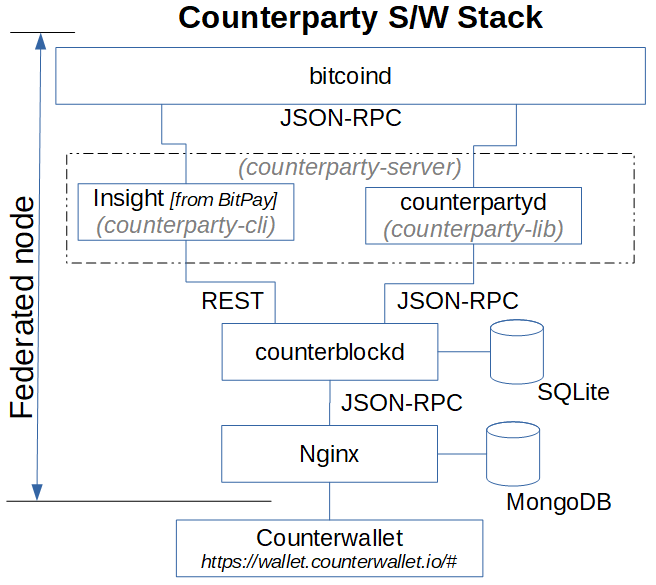 Counterparty S/W Stack
bitcoind
JSON-RPC
(counterparty-server)
Insight [from BitPay]
(counterparty-cli)
counterpartyd
(counterparty-lib)
Federated node
REST
JSON-RPC
counterblockd
SQLite
JSON-RPC
Nginx
MongoDB
Counterwallet
https://wallet.counterwallet.io/#